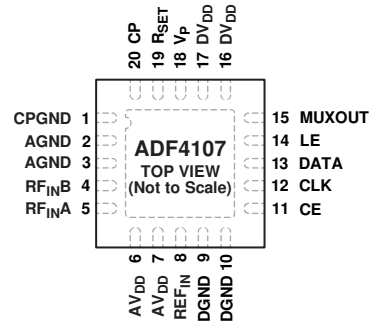 20 CP
19 RSET
18 VP
17 DVDD
16 DVDD
CPGND 1
AGND 2
AGND 3
RFINB 4
RFINA 5
ADF4107
TOP VIEW
(Not to Scale)
15 MUXOUT
14 LE
13 DATA
12 CLK
11 CE
AVDD 6
AVDD 7
REFIN 8
DGND 9
DGND 10